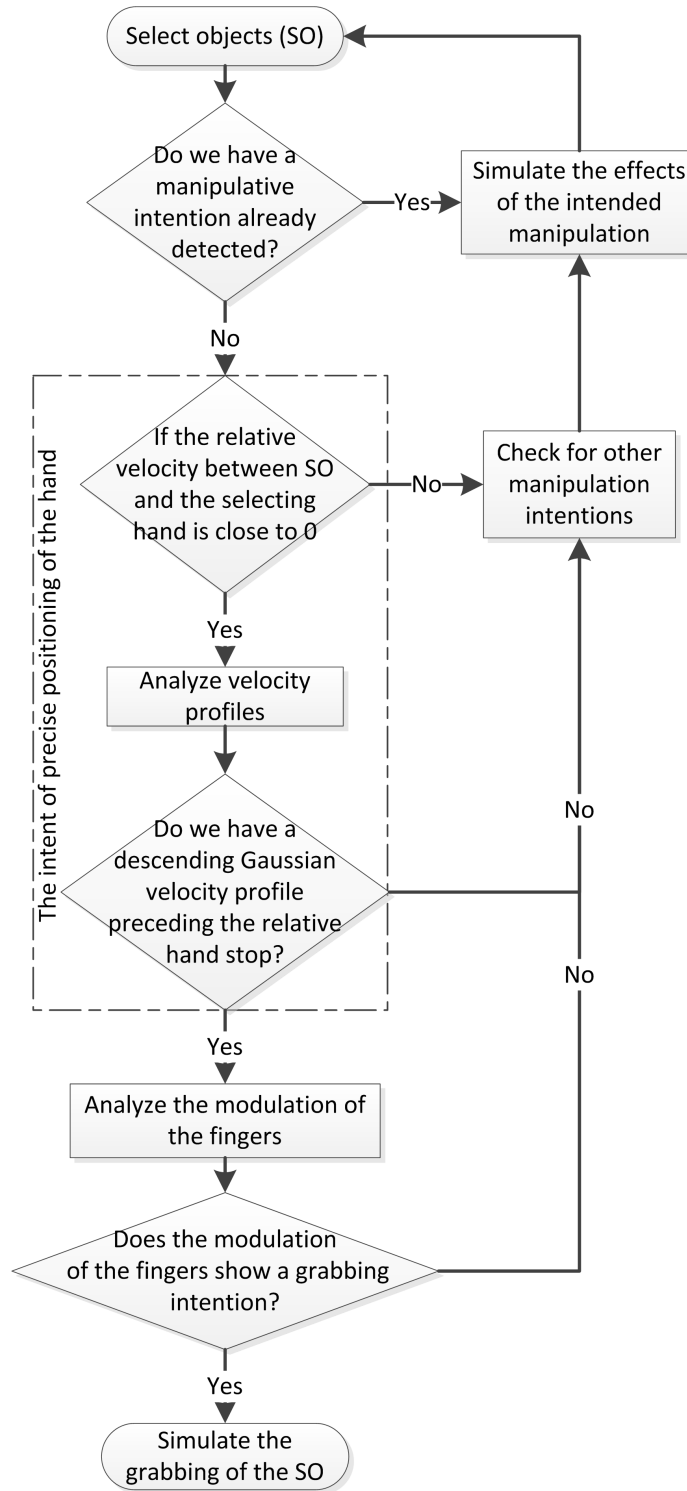 Select objects (SO)
Do we have a
manipulative
intention already
detected?
Yes
Simulate the effects
of the intended
manipulation
No
The intent of precise positioning of the hand
If the relative
velocity between SO
and the selecting
hand is close to 0
No
Check for other
manipulation
intentions
Yes
Analyze velocity
profiles
Do we have a
descending Gaussian
velocity profile
preceding the relative
hand stop?
No
No
Yes
Analyze the modulation of
the fingers
Does the modulation
of the fingers show a grabbing
intention?
Yes
Simulate the
grabbing of the SO